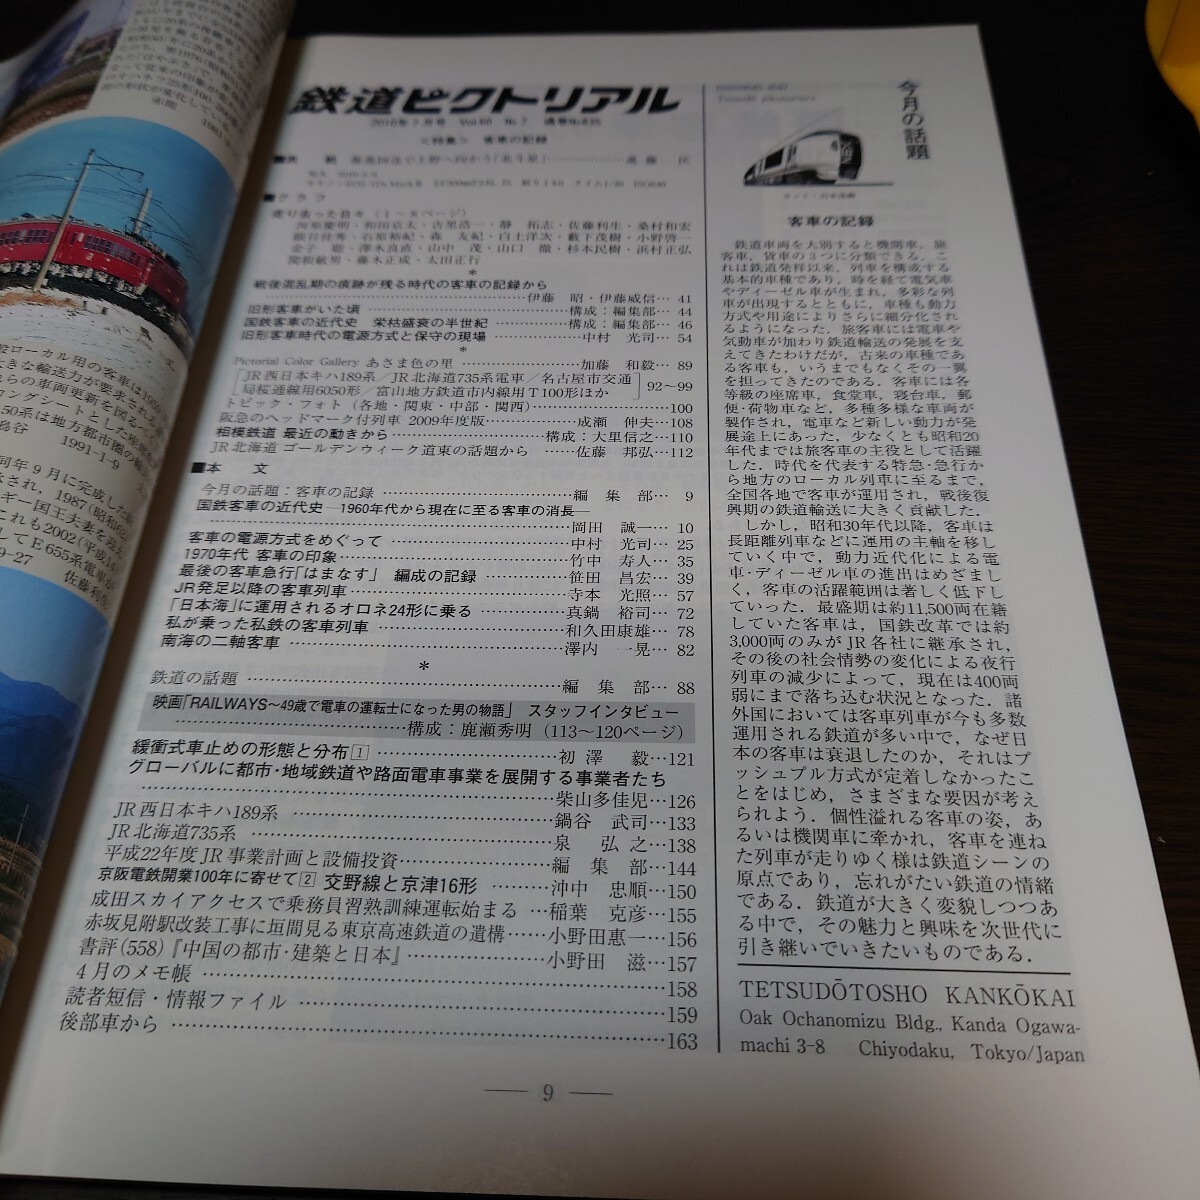 鉄道ピクトリアル
2010年7月号 Vol.60 No.7 通巻No.835
<特集> 客車の記録
■グラフ
走り去った日々(1~8ページ)
*
戦後混乱期の痕跡が残る時代の客車の記録から
伊藤 昭・伊藤威信… 41
旧形客車がいた頃 構成:編集部… 44
国鉄客車の近代史 栄枯盛衰の半世紀 構成:編集部… 46
旧形客車時代の電源方式と保守の現場 中村 光司… 54
*
Pictorial Color Gallery あさま色の里 加藤 和毅… 89
JR西日本キハ189系/JR北海道735系電車/名古屋市交通
局桜通線用6050形/富山地方鉄道市内線用T100形ほか 92~99
トピック・フォト(各地・関東・中部・関西) 100
阪急のヘッドマーク付列車 2009年度版 成瀬 伸夫…108
相模鉄道 最近の動きから 構成:大里信之…110
JR北海道 ゴールデンウィーク道東の話題から 佐藤 邦弘…112
■本 文
今月の話題:客車の記録 編 集 部… 9
国鉄客車の近代史─1960年代から現在に至る客車の消長─
岡田 誠一… 10
客車の電源方式をめぐって 中村 光司… 25
1970年代 客車の印象 竹中 寿人… 35
最後の客車急行「はまなす」 編成の記録 笹田 昌宏… 39
JR発足以降の客車列車 寺本 光照… 57
「日本海」に運用されるオロネ24形に乗る 真鍋 裕司… 72
私が乗った私鉄の客車列車 和久田康雄… 78
南海の二軸客車 澤内 一晃… 82
*
鉄道の話題 編 集 部… 88
映画「RAILWAYS~49歳で電車の運転士になった男の物語」 スタッフインタビュー
構成:鹿瀬秀明(113~120ページ)
緩衝式車止めの形態と分布1 初澤 毅…121
グローバルに都市・地域鉄道や路面電車事業を展開する事業者たち
柴山多佳児…126
JR西日本キハ189系 鍋谷 武司…133
JR北海道735系 泉 弘之…138
平成22年度JR事業計画と設備投資 編 集 部…144
京阪電鉄開業100年に寄せて2 交野線と京津16形 沖中 忠順…150
成田スカイアクセスで乗務員習熟訓練運転始まる …稲葉 克彦…155
赤坂見附駅改装工事に垣間見る東京高速鉄道の遺構……小野田恵一…156
書評(558)『中国の都市・建築と日本』 小野田 滋…157
4月のメモ帳 158
読者短信・情報ファイル 159
後部車から 163
今月の話題
客車の記録
鉄道車両を大別すると機関車,旅
客車,貨車の3つに分類できる.こ
れは鉄道発祥以来,列車を構成する
基本的車種であり,時を経て電気車
やディーゼル車が生まれ,多彩な列
車が出現するとともに,車種も動力
方式や用途によりさらに細分化され
るようになった.旅客車には電車や
気動車が加わり鉄道輸送の発展を支
えてきたわけだが,古来の車種であ
る客車も,いうまでもなくその一翼
を担ってきたのである.客車には各
等級の座席車,食堂車,寝台車,郵
便・荷物車など,多種多様な車両が
製作され,電車など新しい動力が発
展途上にあった,少なくとも昭和20
年代までは旅客車の主役として活躍
した.時代を代表する特急・急行か
ら地方のローカル列車に至るまで,
全国各地で客車が運用され,戦後復
興期の鉄道輸送に大きく貢献した.
しかし,昭和30年代以降,客車は
長距離列車などに運用の主軸を移し
ていく中で,動力近代化による電
車・ディーゼル車の進出はめざまし
く,客車の活躍範囲は著しく低下し
ていった.最盛期は約11,500両在籍
していた客車は,国鉄改革では約
3,000両のみがJR各社に継承され,
その後の社会情勢の変化による夜行
列車の減少によって,現在は400両
弱にまで落ち込む状況となった.諸
外国においては客車列車が今も多数
運用される鉄道が多い中で,なぜ日
本の客車は衰退したのか,それはプ
ッシュプル方式が定着しなかったこ
とをはじめ,さまざまな要因が考え
られよう.個性溢れる客車の姿,あ
るいは機関車に牽かれ,客車を連ね
た列車が走りゆく様は鉄道シーンの
原点であり,忘れがたい鉄道の情緒
である.鉄道が大きく変貌しつつあ
る中で,その魅力と興味を次世代に
引き継いでいきたいものである.
TETSUDŌTOSHO KANKŌKAI
Oak Ochanomizu Bldg., Kanda Ogawa-
machi 3-8 Chiyodaku, Tokyo/Japan
― 9 ―